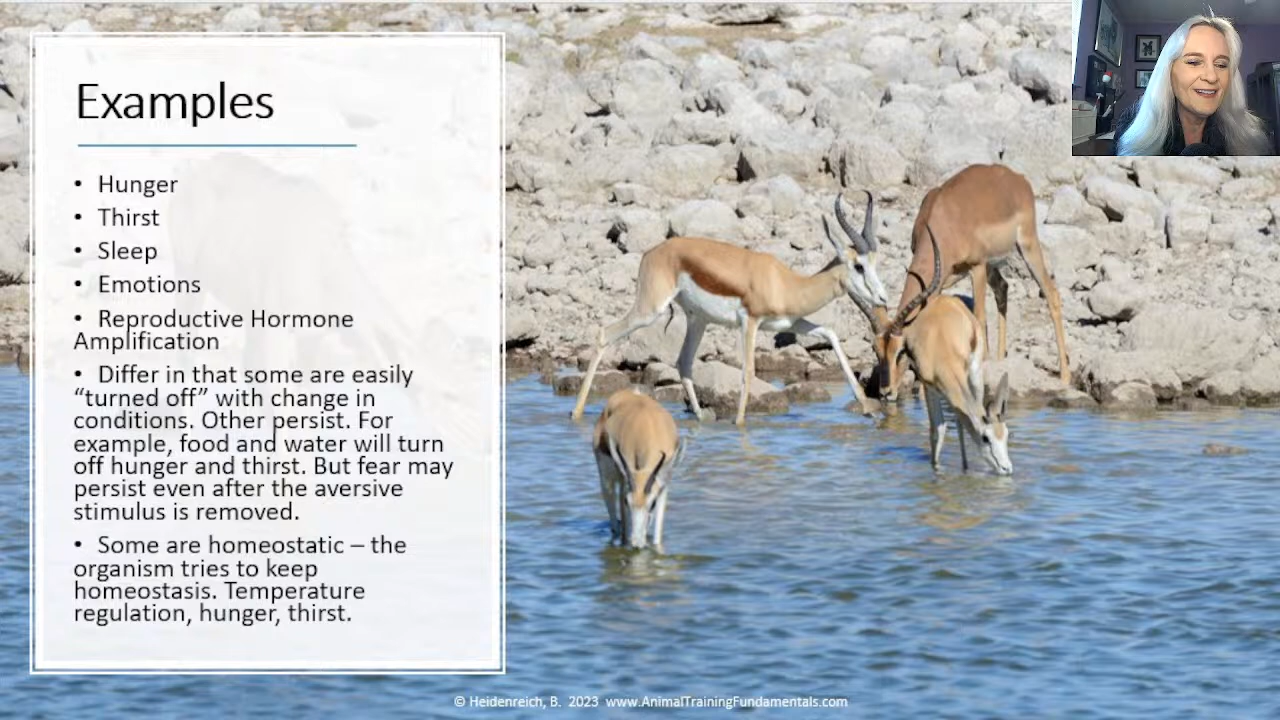 Examples
• Hunger
• Thirst
• Sleep
• Emotions
• Reproductive Hormone
Amplification
• Differ in that some are easily
“turned off” with change in
conditions. Other persist. For
example, food and water will turn
off hunger and thirst. But fear may
persist even after the aversive
stimulus is removed.
• Some are homeostatic – the
organism tries to keep
homeostasis. Temperature
regulation, hunger, thirst.
© Heidenreich, B. 2023 www.AnimalTrainingFundamentals.com